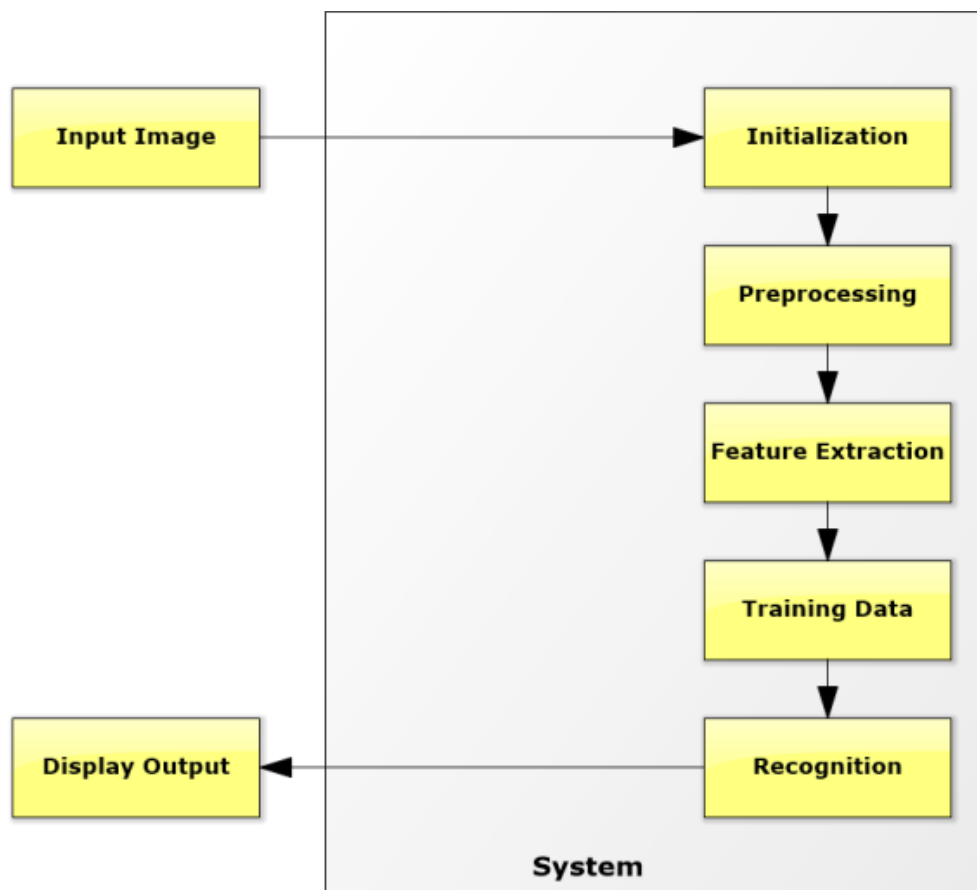 Input Image
Initialization
Preprocessing
Feature Extraction
Training Data
Display Output
Recognition
System